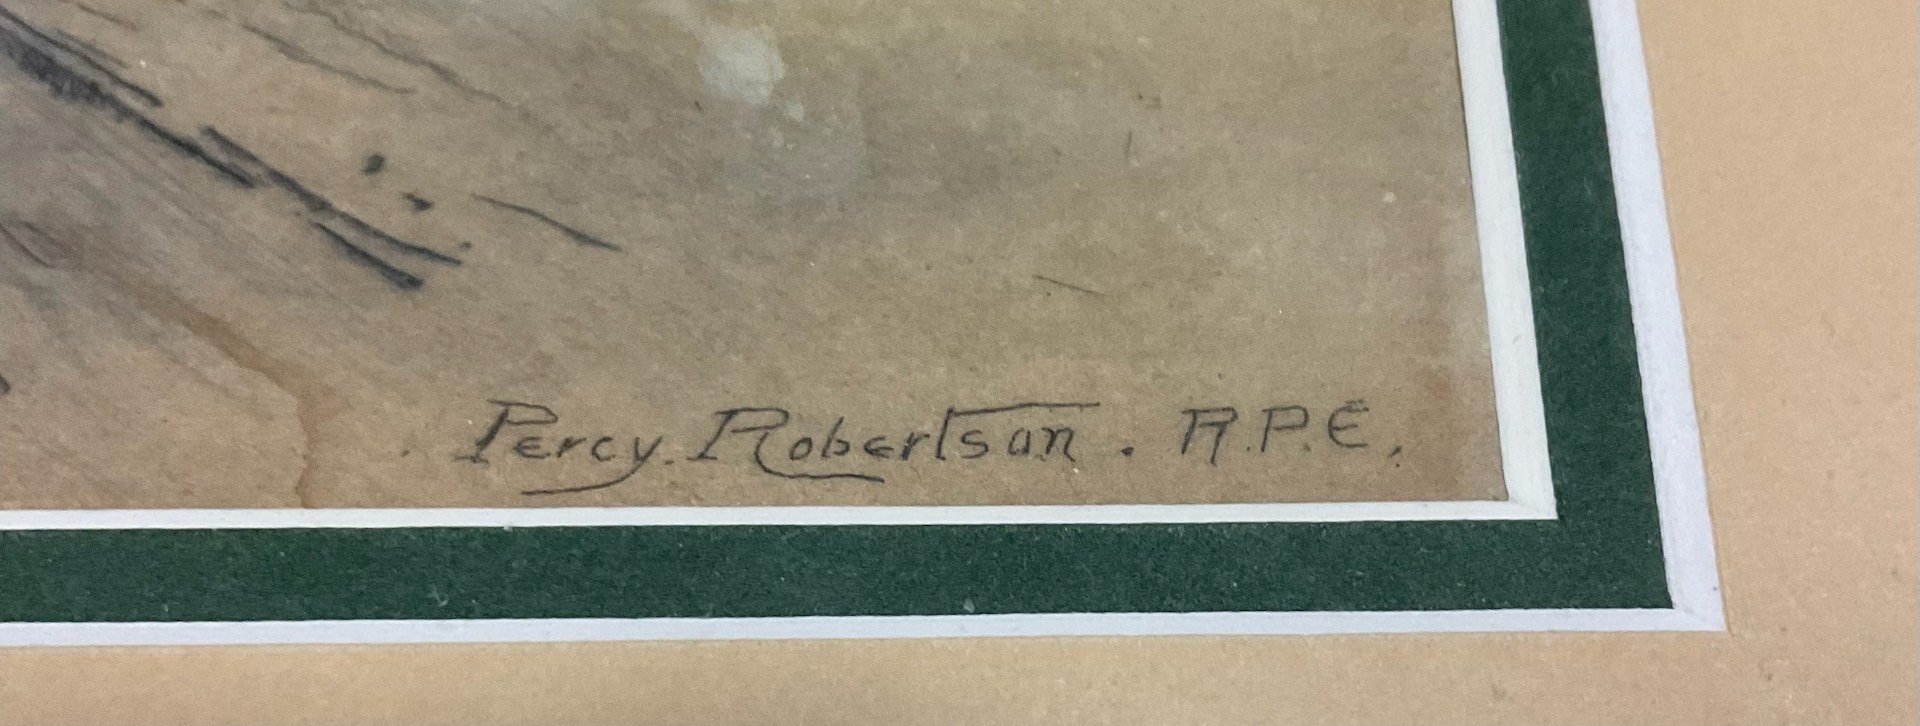 Percy. Robertson. R.P.E.